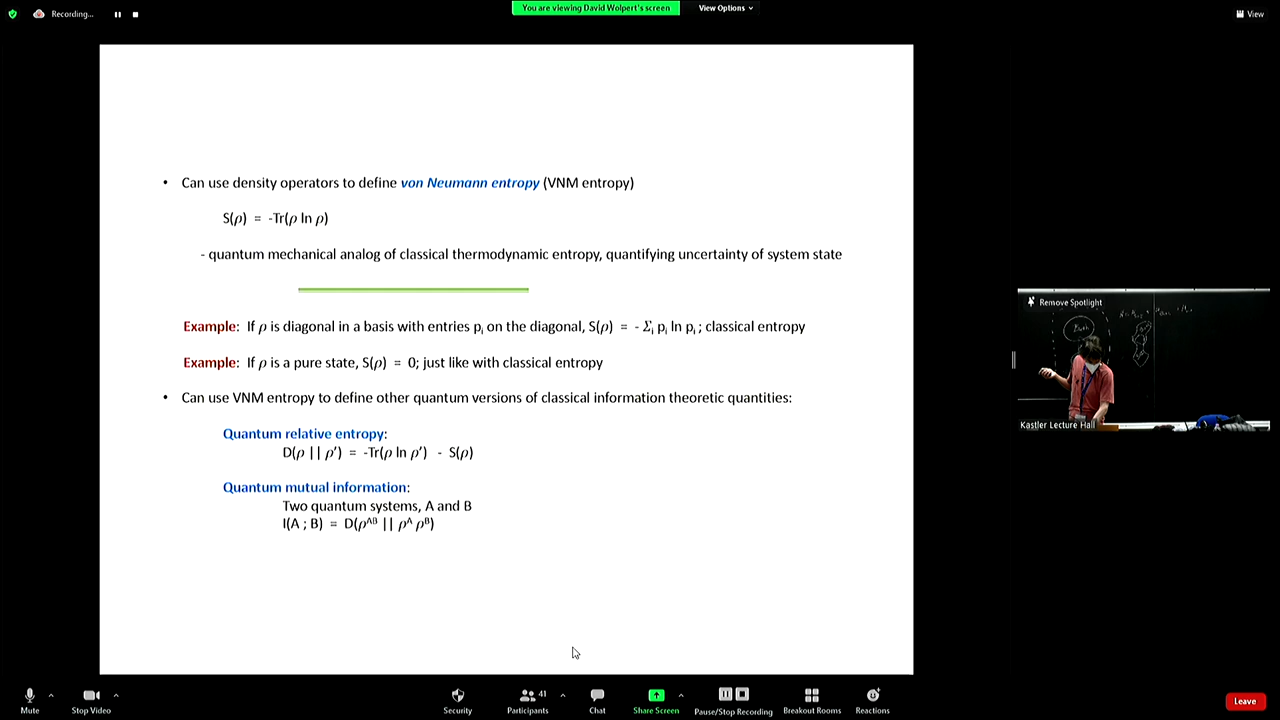 Recording...
You are viewing David Wolpert's screen
View Options
View
• Can use density operators to define von Neumann entropy (VNM entropy)
S(ρ) = -Tr(ρ ln ρ)
- quantum mechanical analog of classical thermodynamic entropy, quantifying uncertainty of system state
Example: If ρ is diagonal in a basis with entries pᵢ on the diagonal, S(ρ) = - Σᵢ pᵢ ln pᵢ ; classical entropy
Example: If ρ is a pure state, S(ρ) = 0; just like with classical entropy
• Can use VNM entropy to define other quantum versions of classical information theoretic quantities:
Quantum relative entropy:
D(ρ || ρ′) = -Tr(ρ ln ρ′) - S(ρ)
Quantum mutual information:
Two quantum systems, A and B
I(A ; B) = D(ρᴬᴮ || ρᴬ ρᴮ)
Remove Spotlight
Bath
Kastler Lecture Hall
Mute
Stop Video
Security
41
Participants
Chat
Share Screen
Pause/Stop Recording
Breakout Rooms
Reactions
Leave